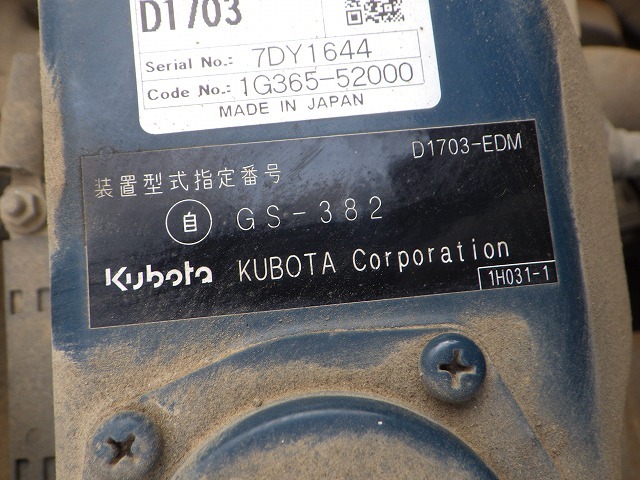 D1703
Serial No.: 7DY1644
Code No.: 1G365-52000
MADE IN JAPAN
D1703-EDM
装置型式指定番号
自 GS-382
Kubota KUBOTA Corporation
1H031-1